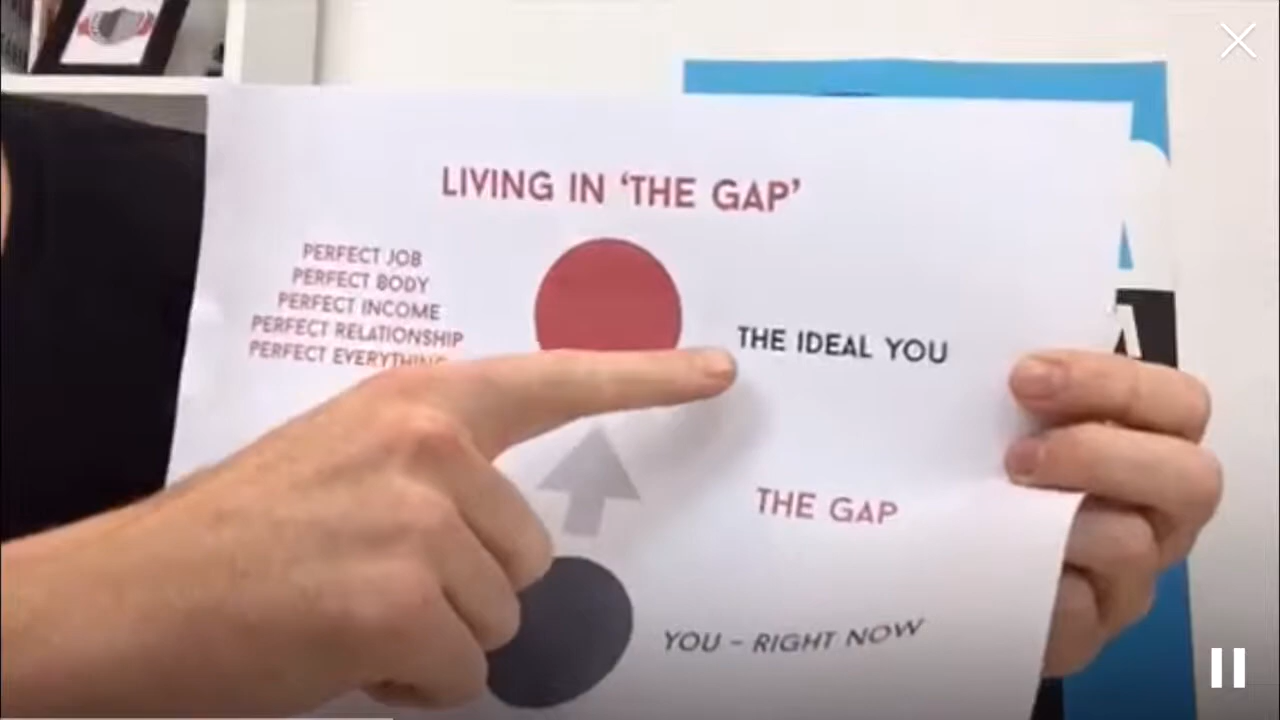 LIVING IN ‘THE GAP’
PERFECT JOB
PERFECT BODY
PERFECT INCOME
PERFECT RELATIONSHIP
PERFECT EVERYTHING
THE IDEAL YOU
THE GAP
YOU – RIGHT NOW
A